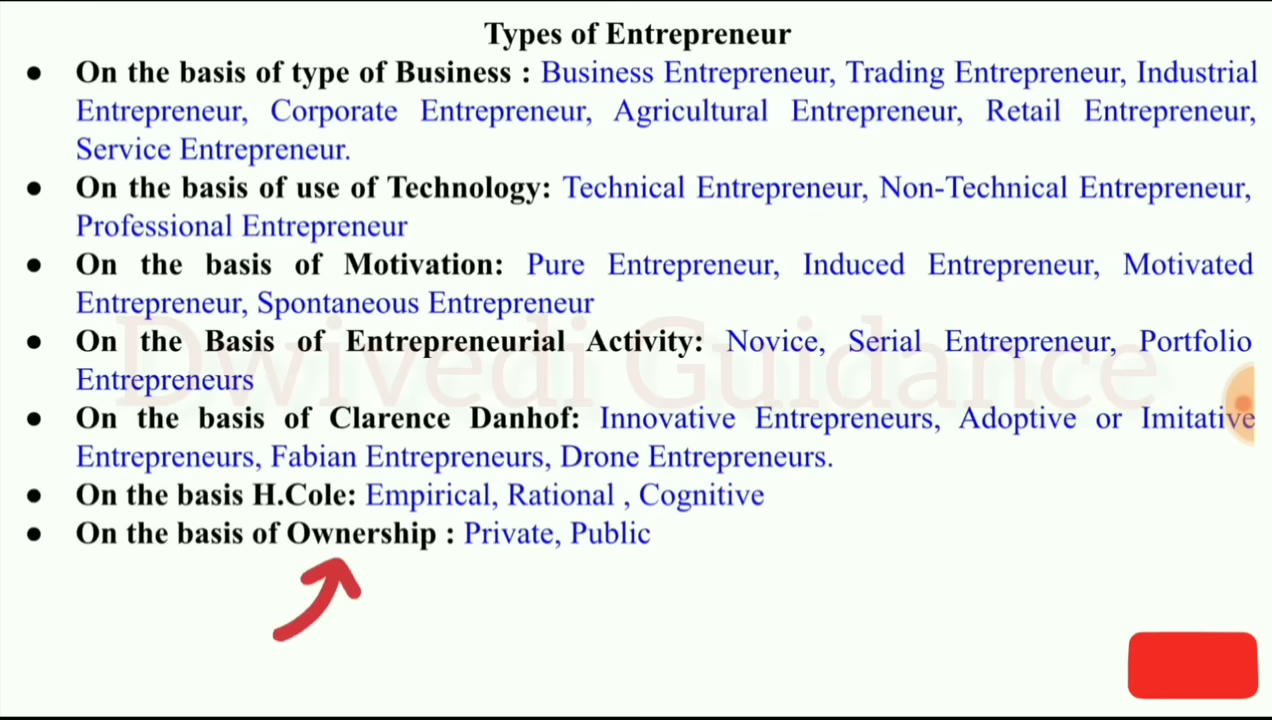 Types of Entrepreneur
● On the basis of type of Business : Business Entrepreneur, Trading Entrepreneur, Industrial
Entrepreneur, Corporate Entrepreneur, Agricultural Entrepreneur, Retail Entrepreneur,
Service Entrepreneur.
● On the basis of use of Technology: Technical Entrepreneur, Non-Technical Entrepreneur,
Professional Entrepreneur
● On the basis of Motivation: Pure Entrepreneur, Induced Entrepreneur, Motivated
Entrepreneur, Spontaneous Entrepreneur
● On the Basis of Entrepreneurial Activity: Novice, Serial Entrepreneur, Portfolio
Entrepreneurs
Dwivedi Guidance
● On the basis of Clarence Danhof: Innovative Entrepreneurs, Adoptive or Imitative
Entrepreneurs, Fabian Entrepreneurs, Drone Entrepreneurs.
● On the basis H.Cole: Empirical, Rational , Cognitive
● On the basis of Ownership : Private, Public